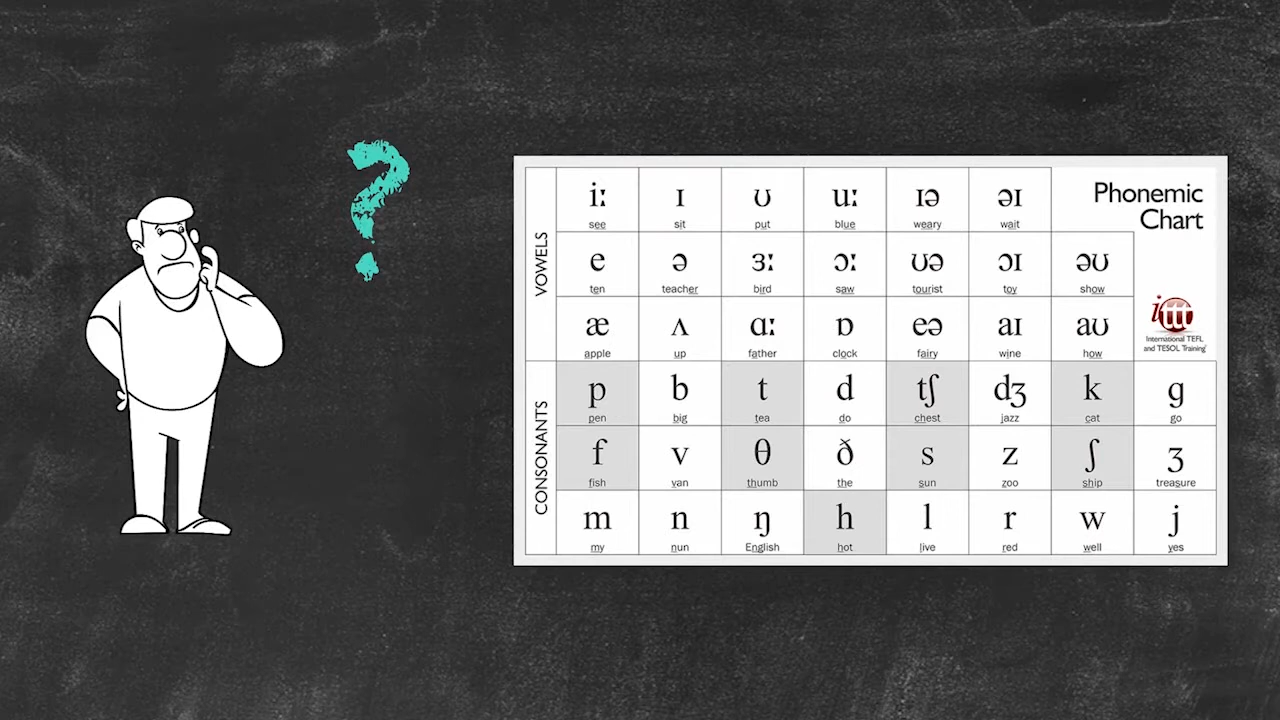 ?
Phonemic
Chart
VOWELS
iː ɪ ʊ uː ɪə əɪ
see sit put blue weary wait
e ə ɜː ɔː ʊə ɔɪ əʊ
ten teacher bird saw tourist toy show
æ ʌ ɑː ɒ eə aɪ aʊ
apple up father clock fairy wine how
ittt
International TEFL
and TESOL Training
CONSONANTS
p b t d tʃ dʒ k g
pen big tea do chest jazz cat go
f v θ ð s z ʃ ʒ
fish van thumb the sun zoo ship treasure
m n ŋ h l r w j
my nun English hot live red well yes